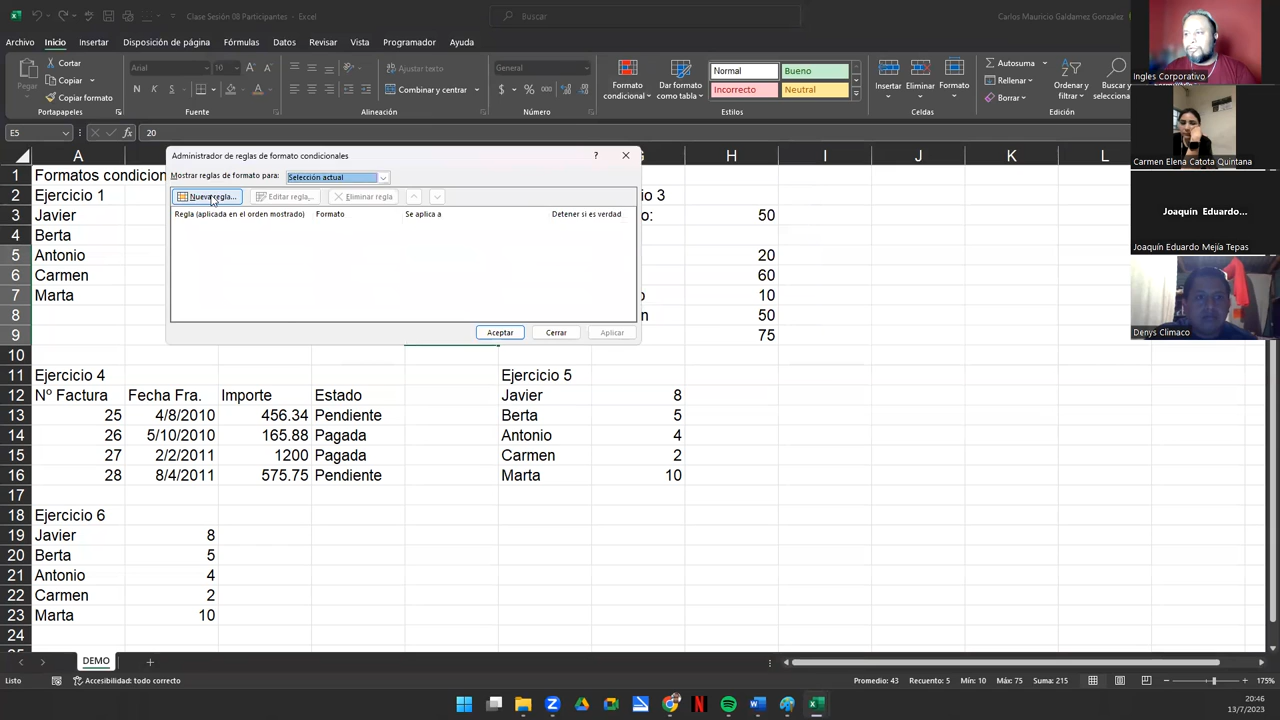 Clase Sesión 08 Participantes - Excel
Buscar
Carlos Mauricio Galdamez Gonzalez
Archivo
Inicio
Insertar
Disposición de página
Fórmulas
Datos
Revisar
Vista
Programador
Ayuda
Pegar
Cortar
Copiar
Copiar formato
Portapapeles
Arial
10
N K S
Fuente
Ajustar texto
Combinar y centrar
Alineación
General
$ %
Número
Formato condicional
Dar formato como tabla
Normal
Bueno
Incorrecto
Neutral
Estilos
Insertar
Eliminar
Formato
Celdas
Autosuma
Rellenar
Borrar
Ordenar y filtrar
Edición
E5
fx
20
A H I J K L
1 Formatos condicion
2 Ejercicio 1
3 Javier 50
4 Berta
5 Antonio 20
6 Carmen 60
7 Marta 10
8 50
9 75
10
Administrador de reglas de formato condicionales
?
Mostrar reglas de formato para:
Selección actual
Nueva regla...
Editar regla...
Eliminar regla
Regla (aplicada en el orden mostrado)
Formato
Se aplica a
Detener si es verdad
Aceptar
Cerrar
Aplicar
11 Ejercicio 4 Ejercicio 5
12 Nº Factura Fecha Fra. Importe Estado Javier 8
13 25 4/8/2010 456.34 Pendiente Berta 5
14 26 5/10/2010 165.88 Pagada Antonio 4
15 27 2/2/2011 1200 Pagada Carmen 2
16 28 8/4/2011 575.75 Pendiente Marta 10
17
18 Ejercicio 6
19 Javier 8
20 Berta 5
21 Antonio 4
22 Carmen 2
23 Marta 10
24
DEMO
Listo
Accesibilidad: todo correcto
Promedio: 43
Recuento: 5
Mín: 10
Máx: 75
Suma: 215
175%
20:46
13/7/2023
Ingles Corporativo
Carmen Elena Catota Quintana
Joaquin Eduardo...
Joaquín Eduardo Mejía Tepas
Denys Climaco